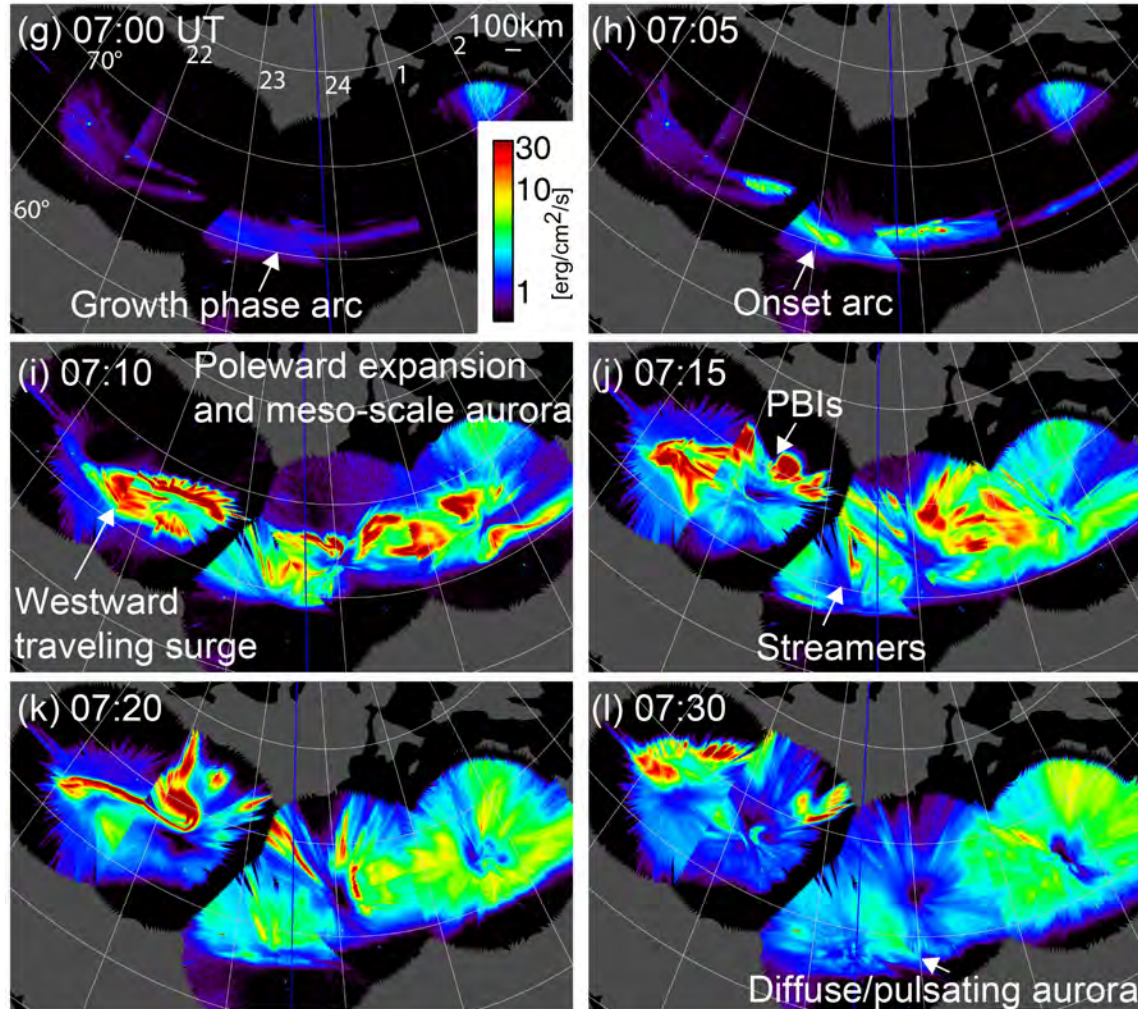 (g) 07:00 UT
100km
70°
22
23
24
1
2
60°
30
10
1
[erg/cm²/s]
Growth phase arc
(h) 07:05
Onset arc
(i) 07:10
Poleward expansion
and meso-scale aurora
Westward
traveling surge
(j) 07:15
PBIs
Streamers
(k) 07:20
(l) 07:30
Diffuse/pulsating aurora